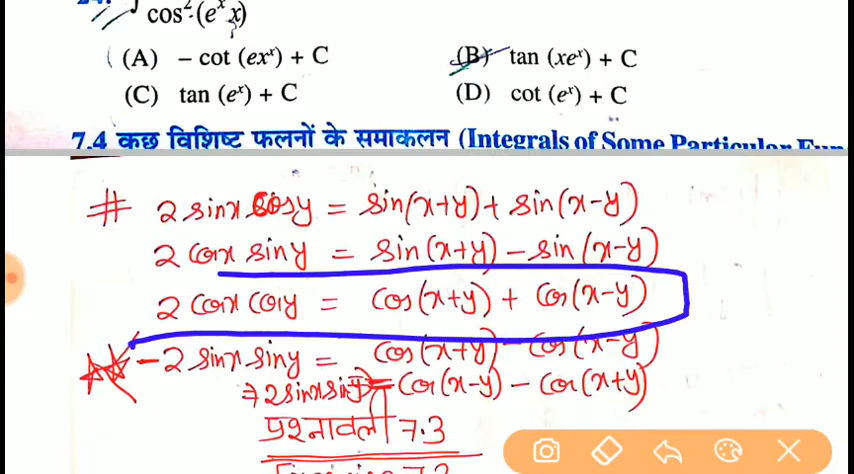 cos² (eˣ x)
(A) – cot (exˣ) + C (B) tan (xeˣ) + C
(C) tan (eˣ) + C (D) cot (eˣ) + C
7.4 कुछ विशिष्ट फलनों के समाकलन (Integrals of Some Particular
# 2 sinx cosy = sin(x+y) + sin(x-y)
2 cosx siny = sin(x+y) - sin(x-y)
2 cosx cosy = cos(x+y) + cos(x-y)
-2 sinx siny = cos(x+y) - cos(x-y)
⇒ 2 sinx siny = cos(x-y) - cos(x+y)
प्रश्नावली 7.3